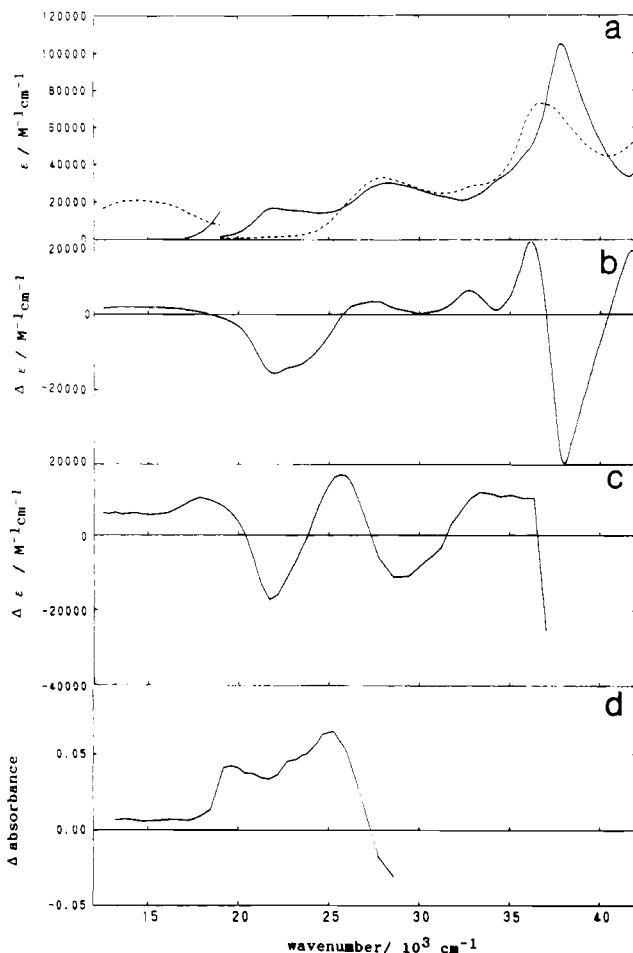 120000
100000
80000
60000
40000
20000
0
ε / M⁻¹cm⁻¹
a
20000
0
-20000
Δ ε / M⁻¹cm⁻¹
b
20000
0
-20000
-40000
Δ ε / M⁻¹cm⁻¹
c
0.05
0.00
-0.05
Δ absorbance
d
15 20 25 30 35 40
wavenumber/ 10³ cm⁻¹